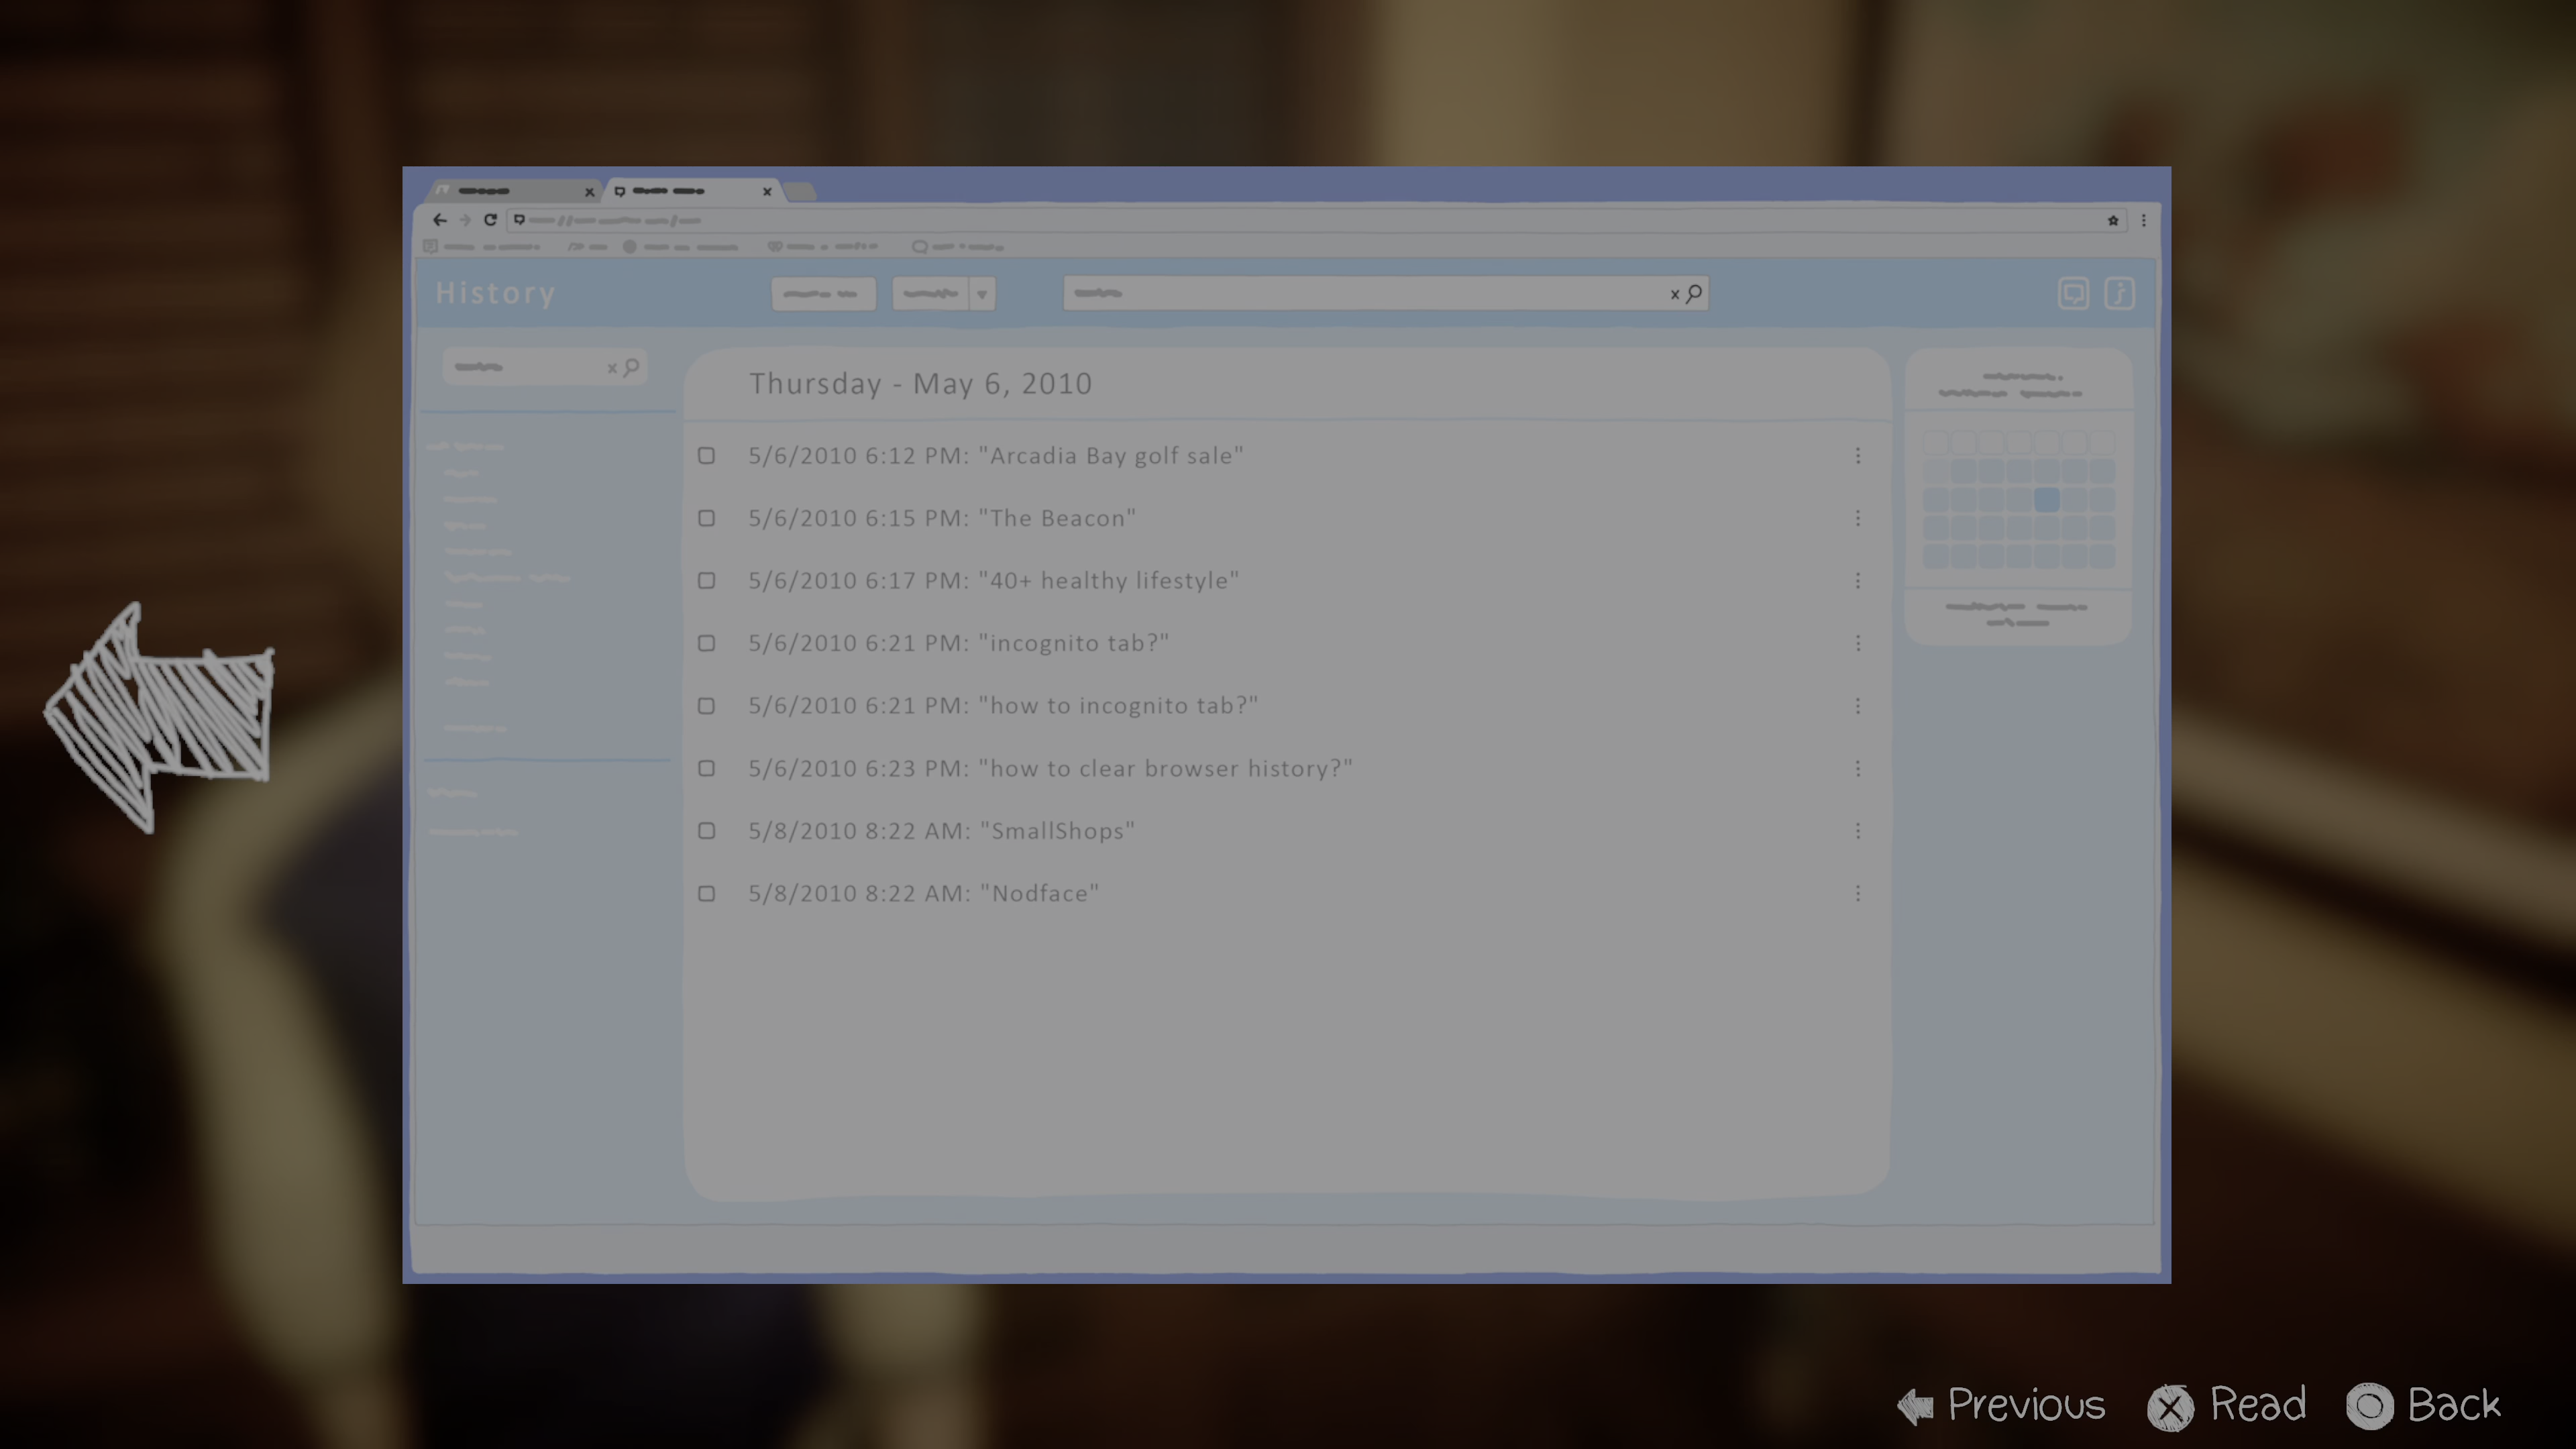 History
Thursday - May 6, 2010
5/6/2010 6:12 PM: "Arcadia Bay golf sale"
5/6/2010 6:15 PM: "The Beacon"
5/6/2010 6:17 PM: "40+ healthy lifestyle"
5/6/2010 6:21 PM: "incognito tab?"
5/6/2010 6:21 PM: "how to incognito tab?"
5/6/2010 6:23 PM: "how to clear browser history?"
5/8/2010 8:22 AM: "SmallShops"
5/8/2010 8:22 AM: "Nodface"
Previous Read Back